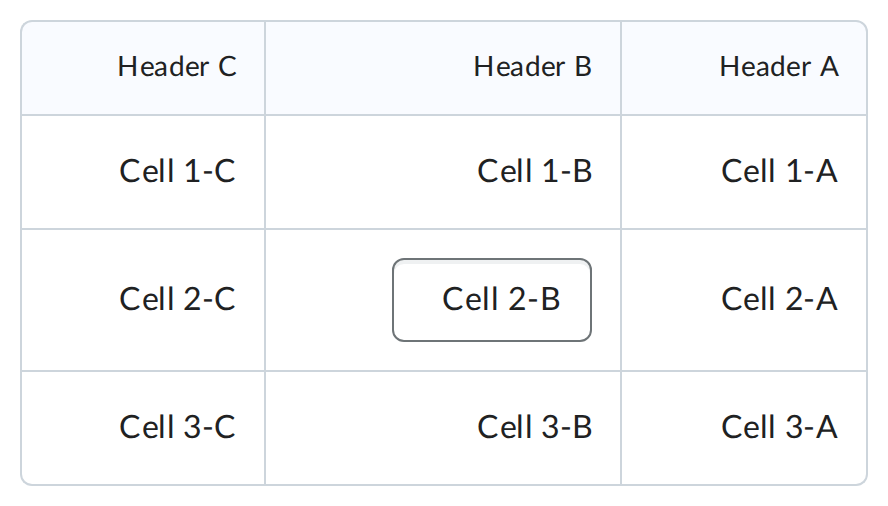 Header C Header B Header A
Cell 1-C Cell 1-B Cell 1-A
Cell 2-C Cell 2-B Cell 2-A
Cell 3-C Cell 3-B Cell 3-A